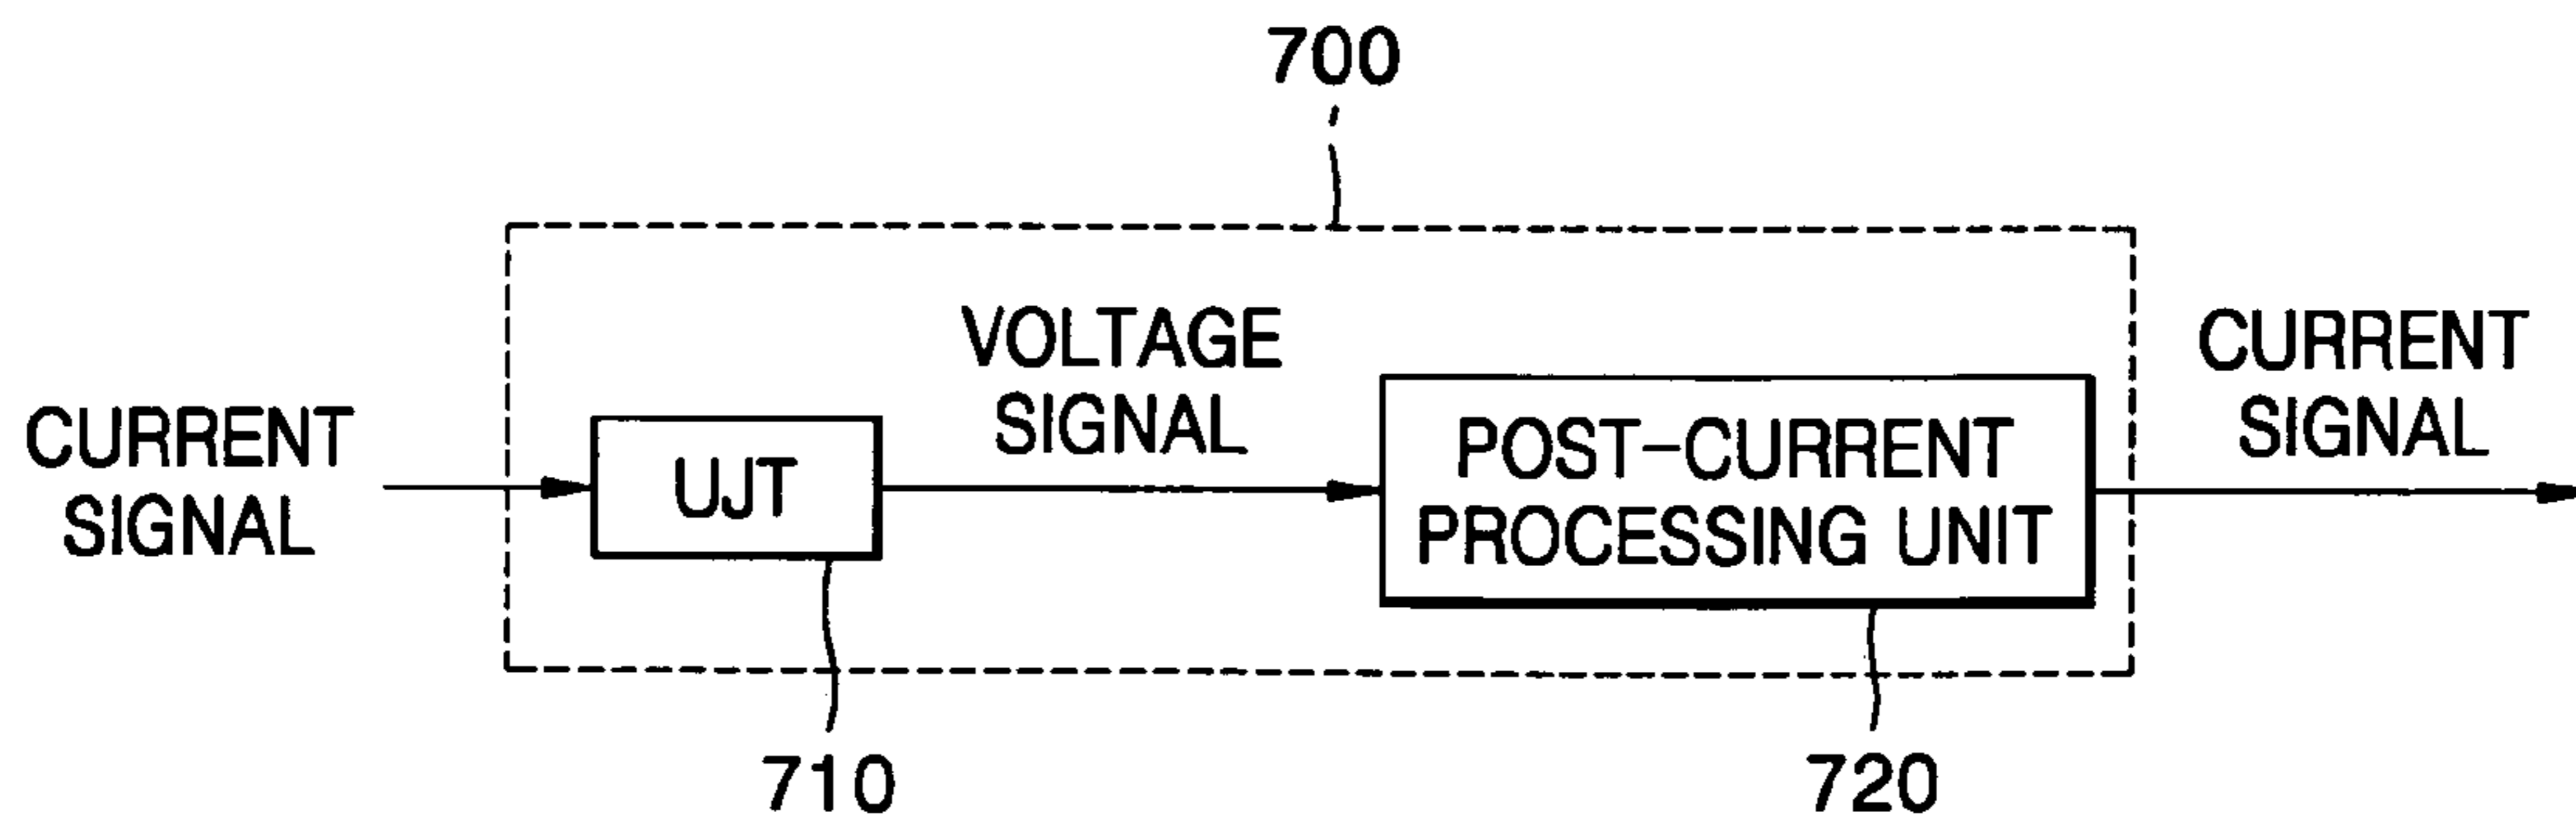 700
CURRENT
SIGNAL
UJT
VOLTAGE
SIGNAL
POST-CURRENT
PROCESSING UNIT
CURRENT
SIGNAL
710
720